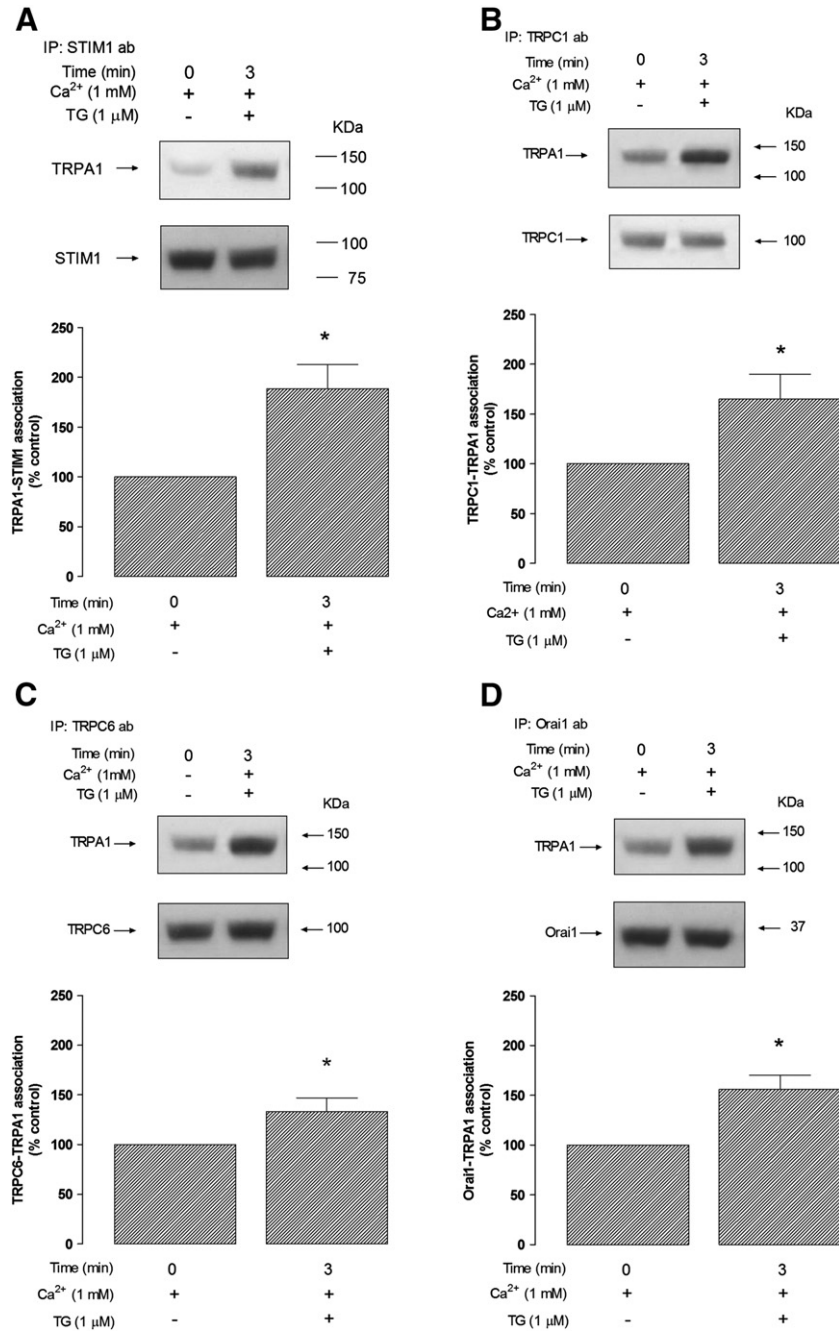 A
IP: STIM1 ab
Time (min) 0 3
Ca²⁺ (1 mM) + +
TG (1 μM) - +
KDa
TRPA1
150
100
STIM1
100
75
250
200
150
100
50
0
TRPA1-STIM1 association
(% control)
*
Time (min) 0 3
Ca²⁺ (1 mM) + +
TG (1 μM) - +
B
IP: TRPC1 ab
Time (min) 0 3
Ca²⁺ (1 mM) + +
TG (1 μM) - +
KDa
TRPA1
150
100
TRPC1
100
250
200
150
100
50
0
TRPC1-TRPA1 association
(% control)
*
Time (min) 0 3
Ca2+ (1 mM) + +
TG (1 μM) - +
C
IP: TRPC6 ab
Time (min) 0 3
Ca²⁺ (1mM) - +
TG (1 μM) - +
KDa
TRPA1
150
100
TRPC6
100
250
200
150
100
50
0
TRPC6-TRPA1 association
(% control)
*
Time (min) 0 3
Ca²⁺ (1 mM) + +
TG (1 μM) - +
D
IP: Orai1 ab
Time (min) 0 3
Ca²⁺ (1 mM) + +
TG (1 μM) - +
KDa
TRPA1
150
100
Orai1
37
250
200
150
100
50
0
Orai1-TRPA1 association
(% control)
*
Time (min) 0 3
Ca²⁺ (1 mM) + +
TG (1 μM) - +